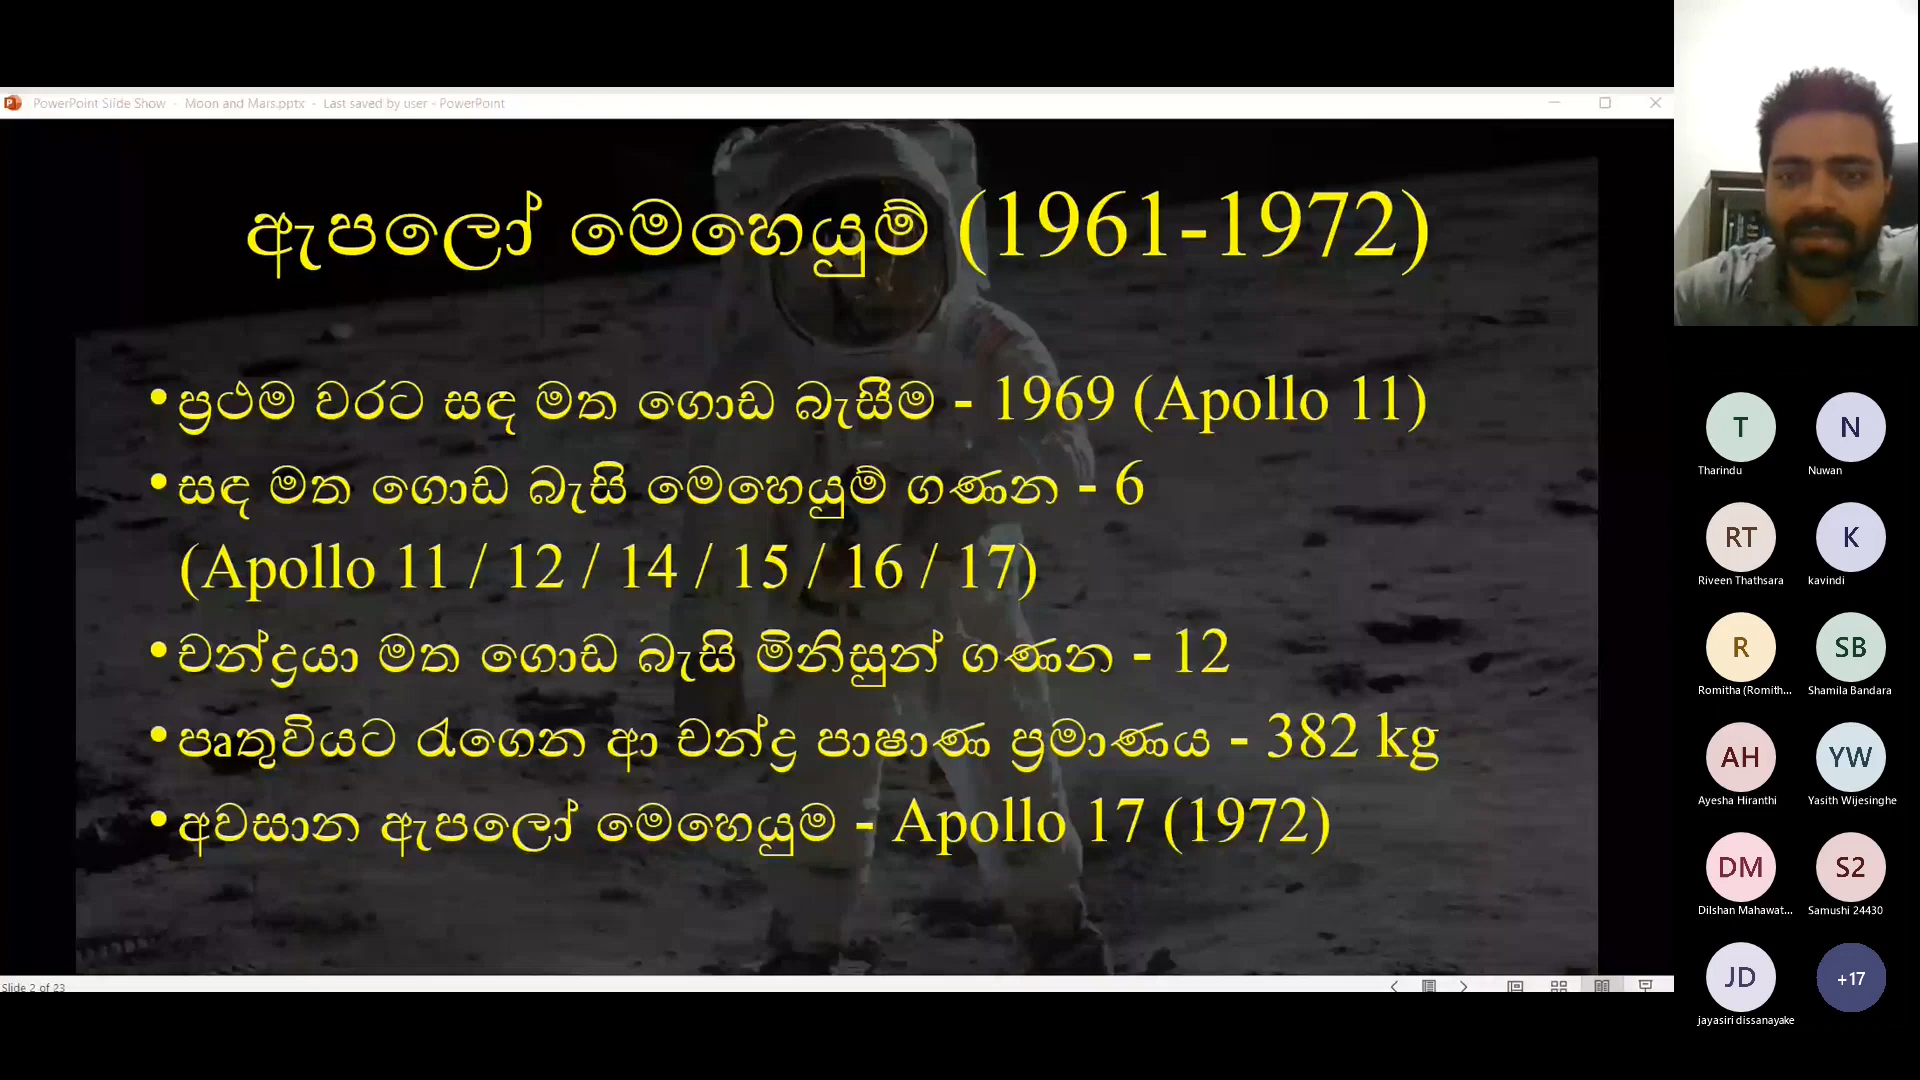 PowerPoint Slide Show - Moon and Mars.pptx - Last saved by user - PowerPoint
ඇපලෝ මෙහෙයුම් (1961-1972)
•ප්‍රථම වරට සඳ මත ගොඩ බැසීම - 1969 (Apollo 11)
•සඳ මත ගොඩ බැසි මෙහෙයුම් ගණන - 6
(Apollo 11 / 12 / 14 / 15 / 16 / 17)
•චන්ද්‍රයා මත ගොඩ බැසි මිනිසුන් ගණන - 12
•පෘතුවියට රැගෙන ආ චන්ද්‍ර පාෂාණ ප්‍රමාණය - 382 kg
•අවසාන ඇපලෝ මෙහෙයුම - Apollo 17 (1972)
Slide 2 of 23
T N
Tharindu Nuwan
RT K
Riveen Thathsara kavindi
R SB
Romitha (Romith... Shamila Bandara
AH YW
Ayesha Hiranthi Yasith Wijesinghe
DM S2
Dilshan Mahawat... Samushi 24430
JD +17
jayasiri dissanayake